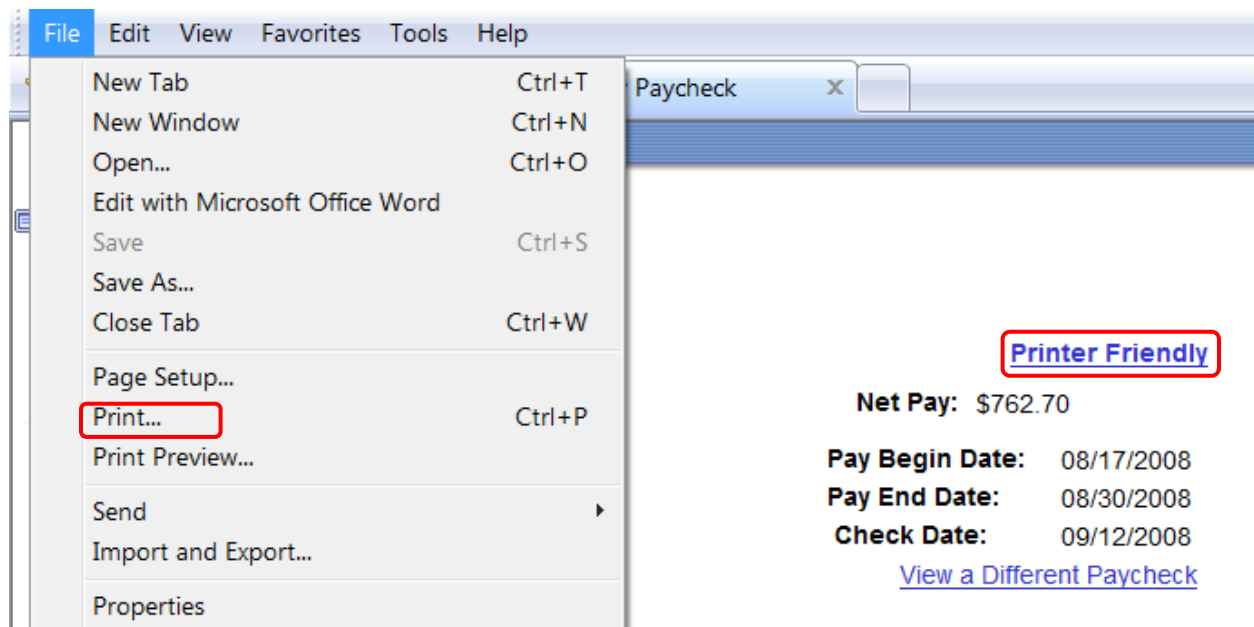 File Edit View Favorites Tools Help
New Tab Ctrl+T
New Window Ctrl+N
Open... Ctrl+O
Edit with Microsoft Office Word
Save Ctrl+S
Save As...
Close Tab Ctrl+W
Page Setup...
Print... Ctrl+P
Print Preview...
Send
Import and Export...
Properties
Paycheck x
Printer Friendly
Net Pay: $762.70
Pay Begin Date: 08/17/2008
Pay End Date: 08/30/2008
Check Date: 09/12/2008
View a Different Paycheck